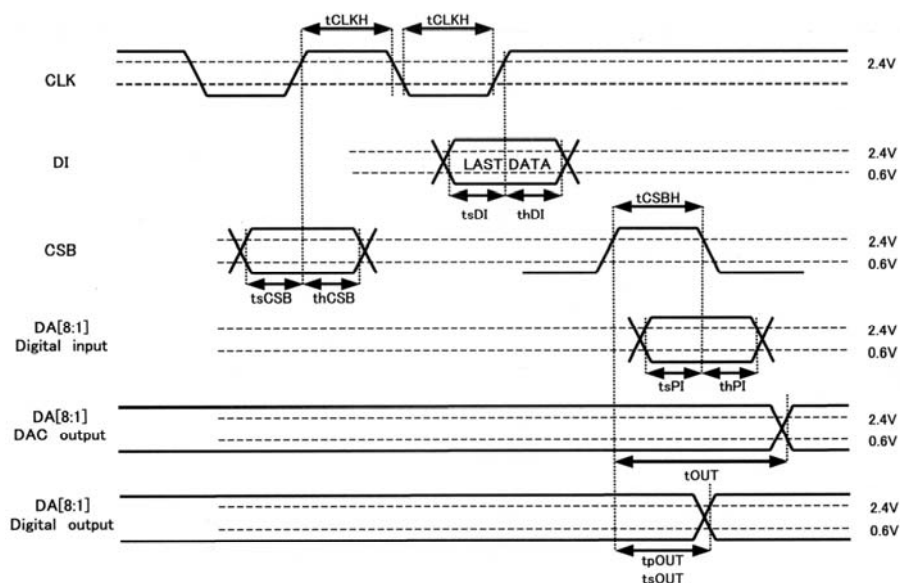 tCLKH tCLKH
CLK 2.4V
DI LAST DATA 2.4V
0.6V
tsDI thDI
tCSBH
CSB 2.4V
0.6V
tsCSB thCSB
DA[8:1]
Digital input
2.4V
0.6V
tsPI thPI
DA[8:1]
DAC output
2.4V
0.6V
tOUT
DA[8:1]
Digital output
2.4V
0.6V
tpOUT
tsOUT